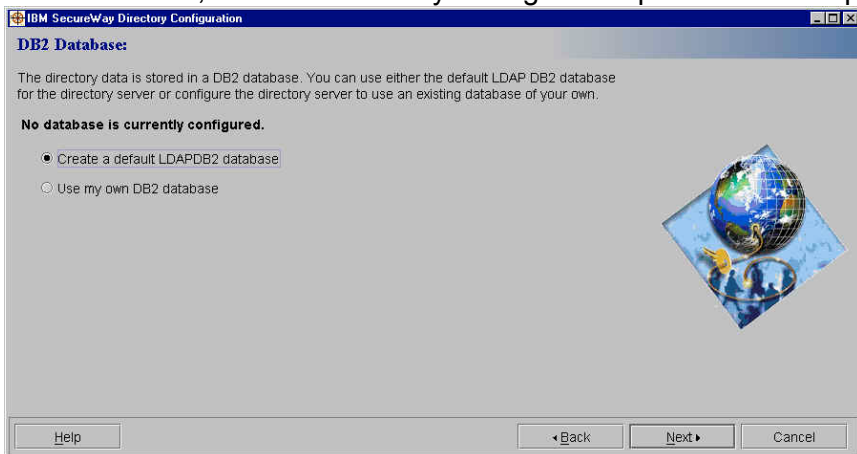 IBM SecureWay Directory Configuration
DB2 Database:
The directory data is stored in a DB2 database. You can use either the default LDAP DB2 database
for the directory server or configure the directory server to use an existing database of your own.
No database is currently configured.
Create a default LDAPDB2 database
Use my own DB2 database
Help
Back
Next
Cancel